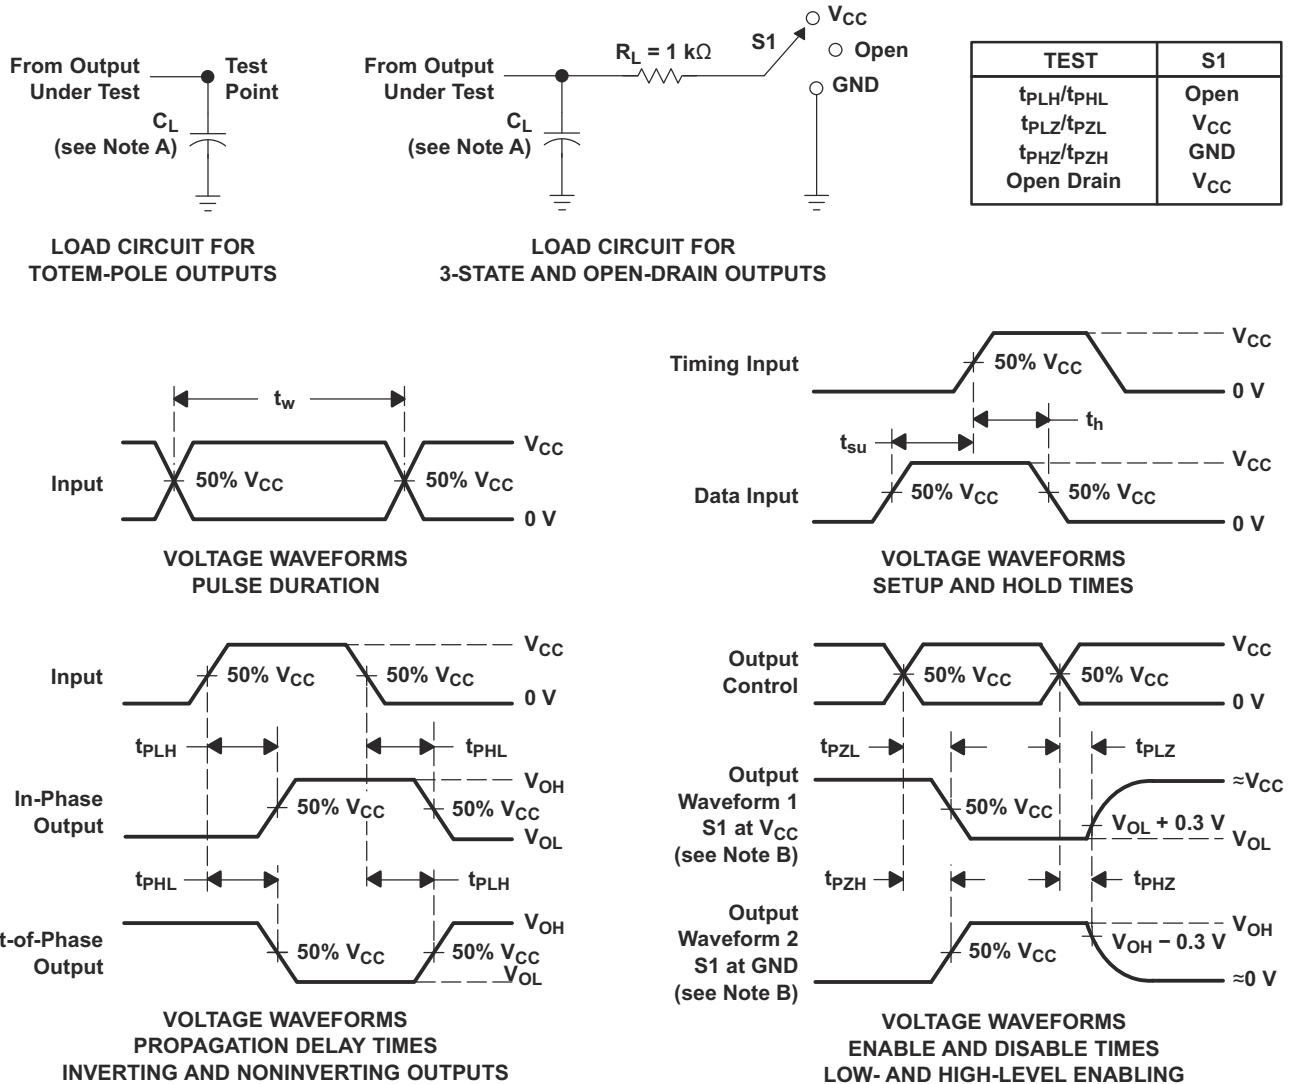 From Output
Under Test
Test
Point
CL
(see Note A)
LOAD CIRCUIT FOR
TOTEM-POLE OUTPUTS
From Output
Under Test
RL = 1 kΩ
S1
VCC
Open
GND
CL
(see Note A)
LOAD CIRCUIT FOR
3-STATE AND OPEN-DRAIN OUTPUTS
TEST S1
tPLH/tPHL Open
tPLZ/tPZL VCC
tPHZ/tPZH GND
Open Drain VCC
tw
Input
50% VCC
50% VCC
VCC
0 V
VOLTAGE WAVEFORMS
PULSE DURATION
Timing Input
50% VCC
VCC
0 V
tsu
th
Data Input
50% VCC
50% VCC
VCC
0 V
VOLTAGE WAVEFORMS
SETUP AND HOLD TIMES
Input
50% VCC
50% VCC
VCC
0 V
tPLH
tPHL
In-Phase
Output
50% VCC
50% VCC
VOH
VOL
tPHL
tPLH
t-of-Phase
Output
50% VCC
50% VCC
VOH
VOL
VOLTAGE WAVEFORMS
PROPAGATION DELAY TIMES
INVERTING AND NONINVERTING OUTPUTS
Output
Control
50% VCC
50% VCC
VCC
0 V
tPZL
tPLZ
Output
Waveform 1
S1 at VCC
(see Note B)
50% VCC
VOL + 0.3 V
≈VCC
VOL
tPZH
tPHZ
Output
Waveform 2
S1 at GND
(see Note B)
50% VCC
VOH − 0.3 V
VOH
≈0 V
VOLTAGE WAVEFORMS
ENABLE AND DISABLE TIMES
LOW- AND HIGH-LEVEL ENABLING